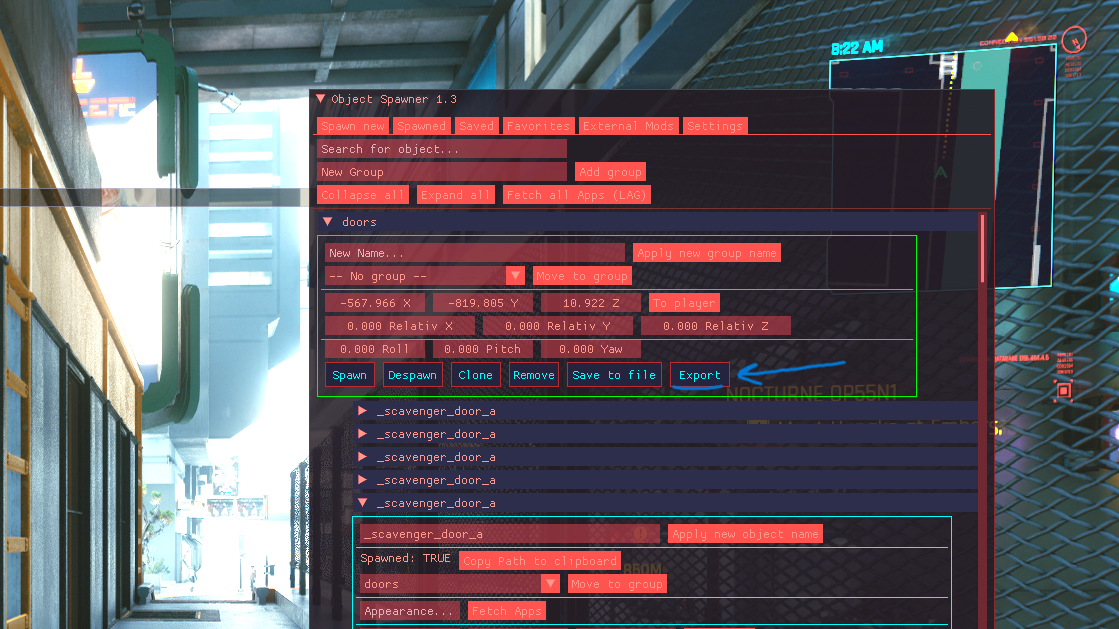 8:22 AM
Object Spawner 1.3
Spawn new Spawned Saved Favorites External Mods Settings
Search for object...
New Group Add group
Collapse all Expand all Fetch all Apps (LAG)
doors
New Name... Apply new group name
-- No group -- Move to group
-567.966 X -819.805 Y 10.922 Z To player
0.000 Relativ X 0.000 Relativ Y 0.000 Relativ Z
0.000 Roll 0.000 Pitch 0.000 Yaw
Spawn Despawn Clone Remove Save to file Export
NOCTURNE OP55N1
_scavenger_door_a
_scavenger_door_a
_scavenger_door_a
_scavenger_door_a
_scavenger_door_a
_scavenger_door_a Apply new object name
Spawned: TRUE Copy Path to clipboard
doors Move to group
Appearance... Fetch Apps